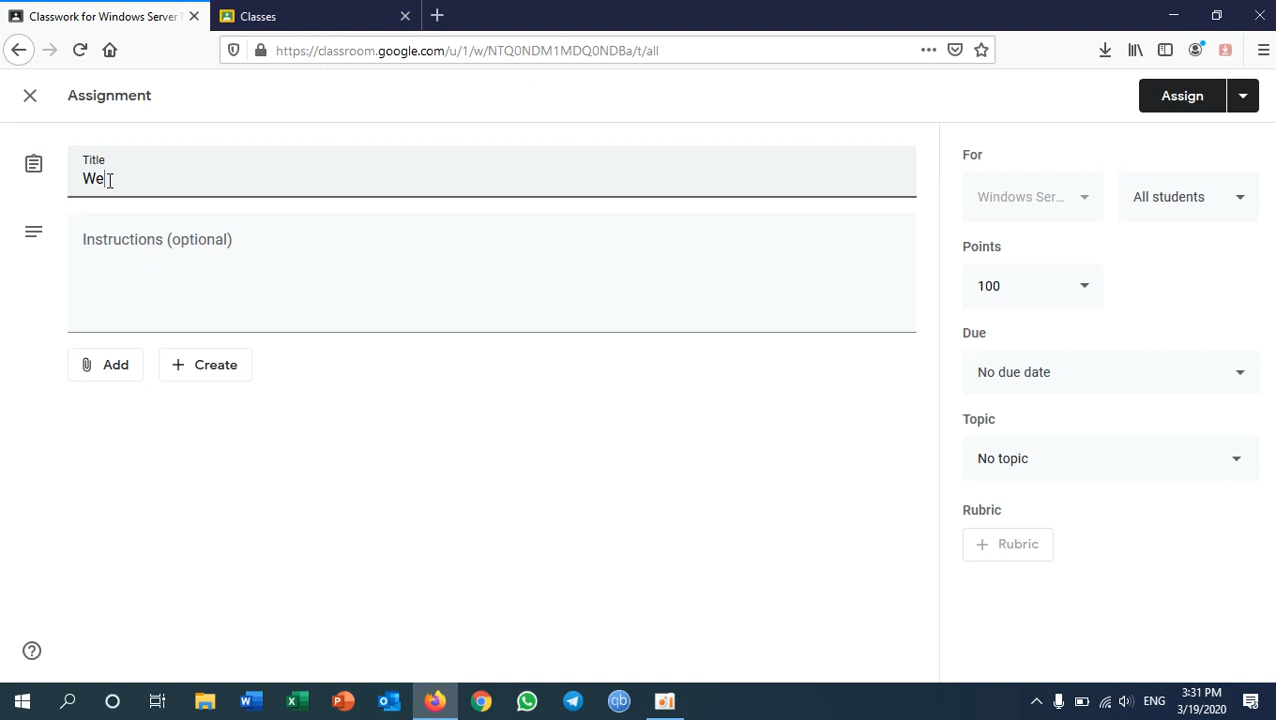 Classwork for Windows Server
Classes
https://classroom.google.com/u/1/w/NTQ0NDM1MDQ0NDBa/t/all
Assignment
Assign
Title
We
Instructions (optional)
Add
Create
For
Windows Ser...
All students
Points
100
Due
No due date
Topic
No topic
Rubric
Rubric
ENG
3:31 PM
3/19/2020